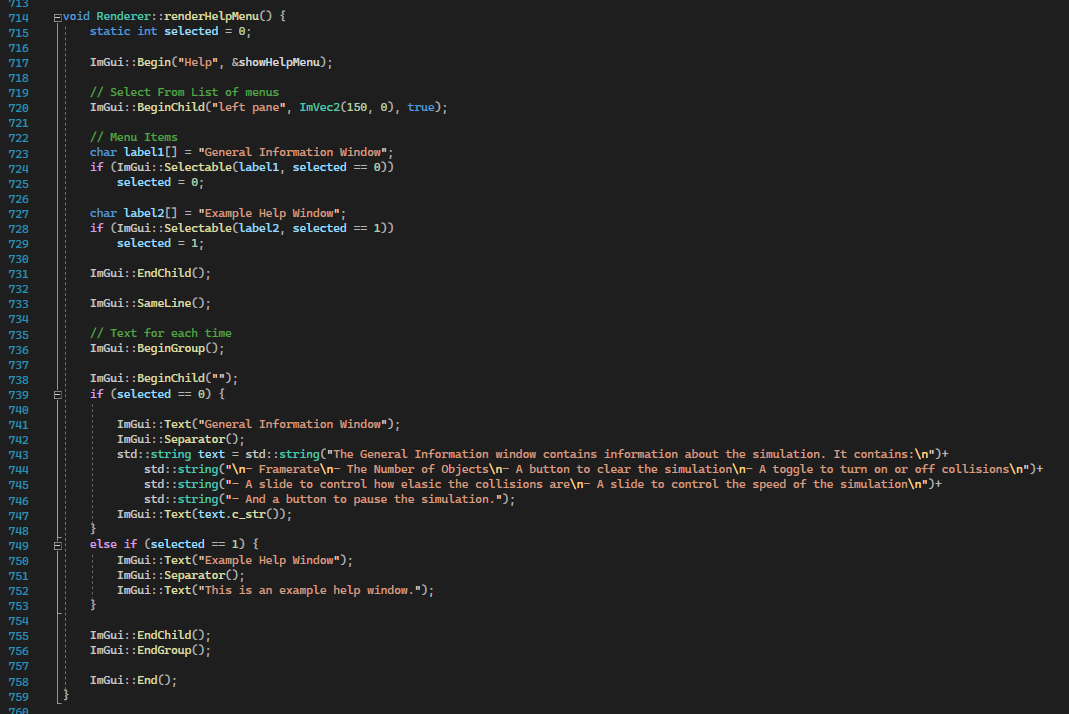 713
714 void Renderer::renderHelpMenu() {
715 static int selected = 0;
716
717 ImGui::Begin("Help", &showHelpMenu);
718
719 // Select From List of menus
720 ImGui::BeginChild("left pane", ImVec2(150, 0), true);
721
722 // Menu Items
723 char label1[] = "General Information Window";
724 if (ImGui::Selectable(label1, selected == 0))
725 selected = 0;
726
727 char label2[] = "Example Help Window";
728 if (ImGui::Selectable(label2, selected == 1))
729 selected = 1;
730
731 ImGui::EndChild();
732
733 ImGui::SameLine();
734
735 // Text for each time
736 ImGui::BeginGroup();
737
738 ImGui::BeginChild("");
739 if (selected == 0) {
740
741 ImGui::Text("General Information Window");
742 ImGui::Separator();
743 std::string text = std::string("The General Information window contains information about the simulation. It contains:\n")+
744 std::string("\n- Framerate\n- The Number of Objects\n- A button to clear the simulation\n- A toggle to turn on or off collisions\n")+
745 std::string("- A slide to control how elasic the collisions are\n- A slide to control the speed of the simulation\n")+
746 std::string("- And a button to pause the simulation.");
747 ImGui::Text(text.c_str());
748 }
749 else if (selected == 1) {
750 ImGui::Text("Example Help Window");
751 ImGui::Separator();
752 ImGui::Text("This is an example help window.");
753 }
754
755 ImGui::EndChild();
756 ImGui::EndGroup();
757
758 ImGui::End();
759 }
760